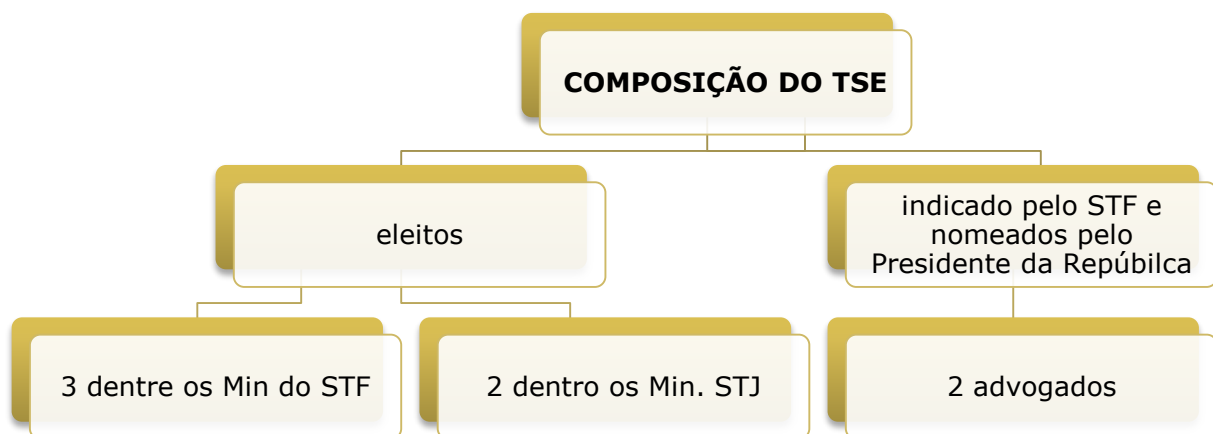 COMPOSIÇÃO DO TSE
eleitos
indicado pelo STF e
nomeados pelo
Presidente da Repúbilca
3 dentre os Min do STF
2 dentro os Min. STJ
2 advogados